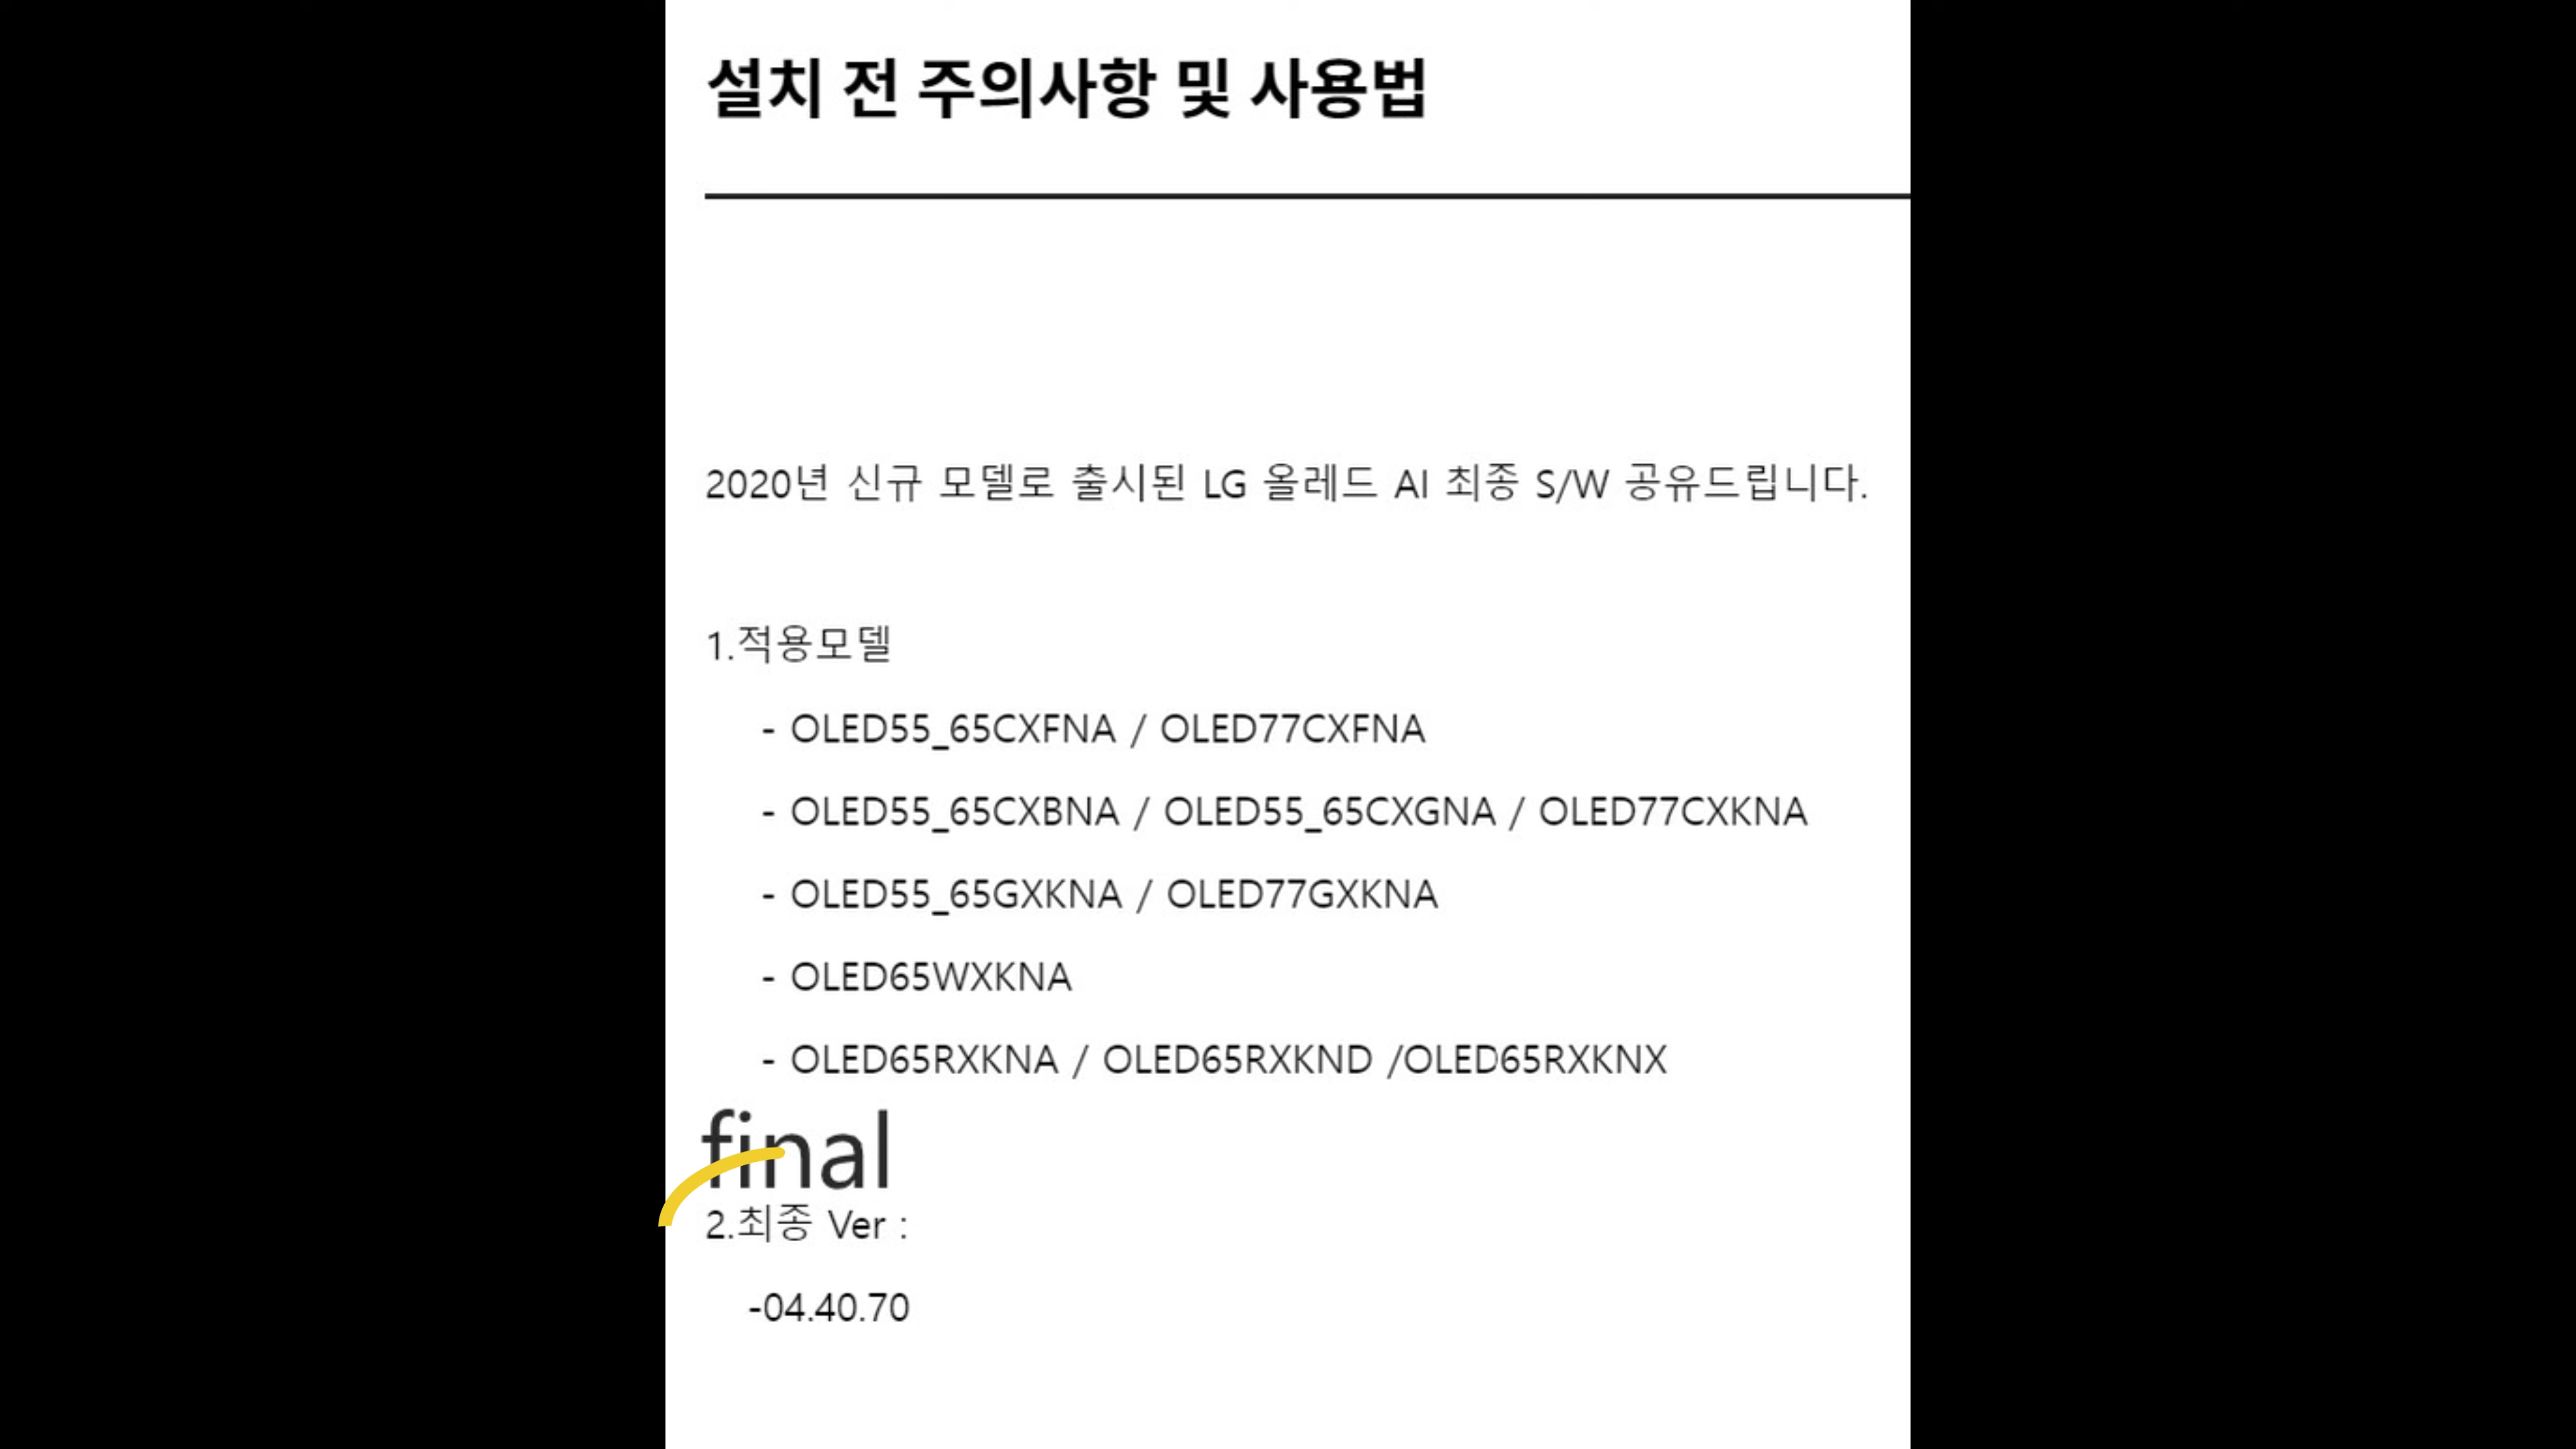 설치 전 주의사항 및 사용법
2020년 신규 모델로 출시된 LG 올레드 AI 최종 S/W 공유드립니다.
1.적용모델
- OLED55_65CXFNA / OLED77CXFNA
- OLED55_65CXBNA / OLED55_65CXGNA / OLED77CXKNA
- OLED55_65GXKNA / OLED77GXKNA
- OLED65WXKNA
- OLED65RXKNA / OLED65RXKND /OLED65RXKNX
final
2.최종 Ver :
-04.40.70